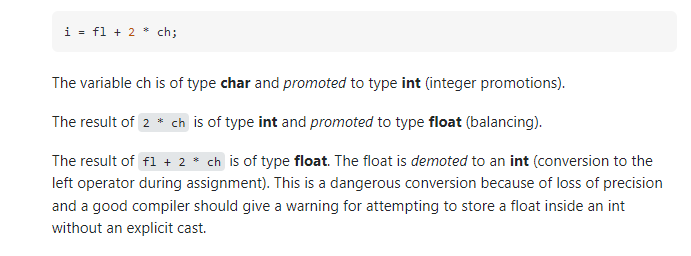 i = fl + 2 * ch;
The variable ch is of type char and promoted to type int (integer promotions).
The result of 2 * ch is of type int and promoted to type float (balancing).
The result of fl + 2 * ch is of type float. The float is demoted to an int (conversion to the
left operator during assignment). This is a dangerous conversion because of loss of precision
and a good compiler should give a warning for attempting to store a float inside an int
without an explicit cast.